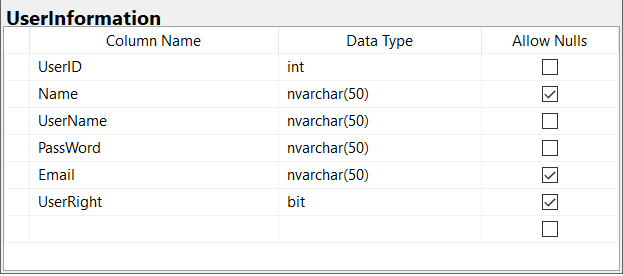 UserInformation
Column Name Data Type Allow Nulls
UserID int
Name nvarchar(50)
UserName nvarchar(50)
PassWord nvarchar(50)
Email nvarchar(50)
UserRight bit